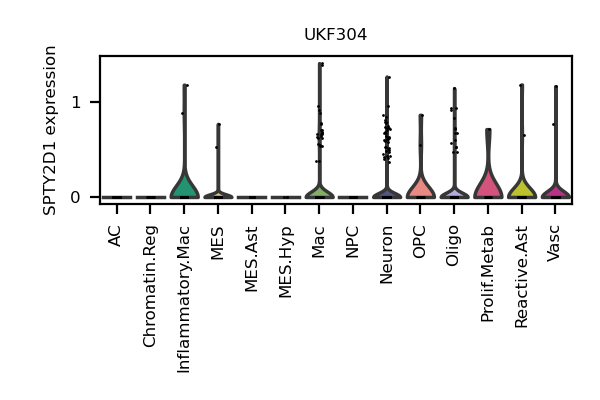 UKF304
SPTY2D1 expression
1
0
AC
Chromatin.Reg
Inflammatory.Mac
MES
MES.Ast
MES.Hyp
Mac
NPC
Neuron
OPC
Oligo
Prolif.Metab
Reactive.Ast
Vasc